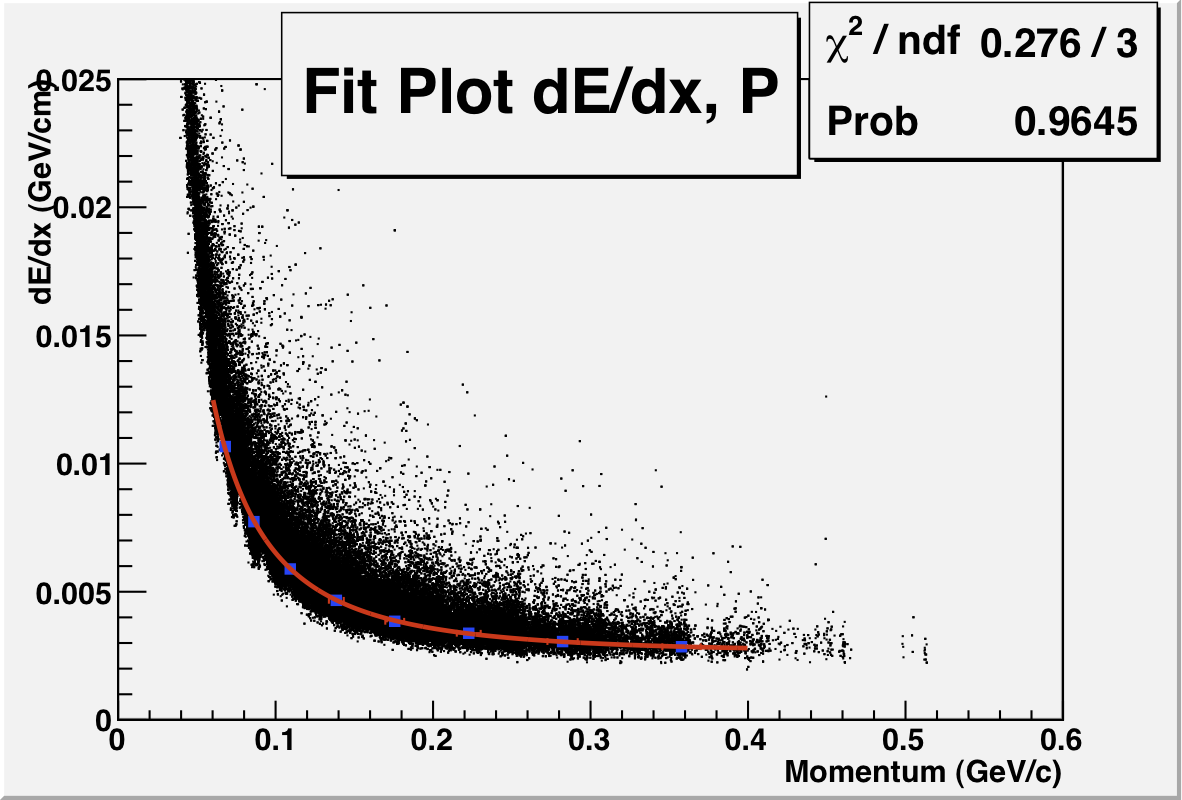 Fit Plot dE/dx, P
χ2 / ndf 0.276 / 3
Prob 0.9645
dE/dx (GeV/cm)
0.025
0.02
0.015
0.01
0.005
0
0 0.1 0.2 0.3 0.4 0.5 0.6
Momentum (GeV/c)